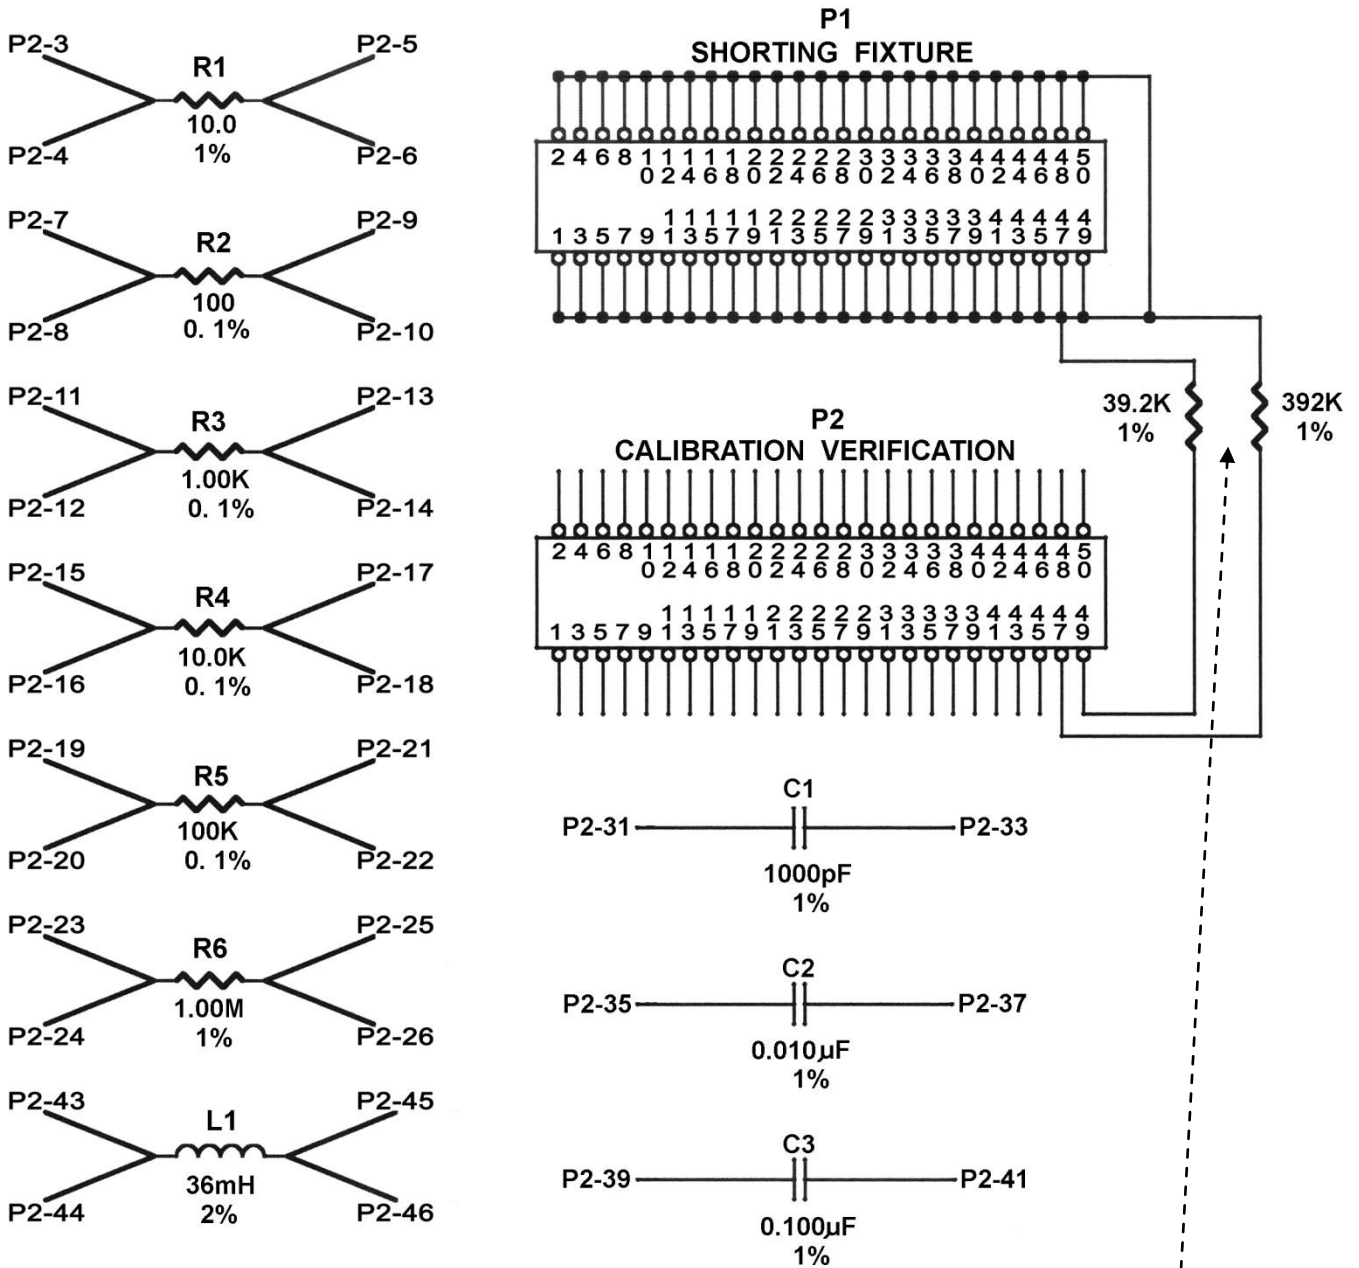 P2-3
P2-5
R1
10.0
1%
P2-4
P2-6
P2-7
P2-9
R2
100
0. 1%
P2-8
P2-10
P2-11
P2-13
R3
1.00K
0. 1%
P2-12
P2-14
P2-15
P2-17
R4
10.0K
0. 1%
P2-16
P2-18
P2-19
P2-21
R5
100K
0. 1%
P2-20
P2-22
P2-23
P2-25
R6
1.00M
1%
P2-24
P2-26
P2-43
P2-45
L1
36mH
2%
P2-44
P2-46
P1
SHORTING FIXTURE
2 4 6 8 10 12 14 16 18 20 22 24 26 28 30 32 34 36 38 40 42 44 46 48 50
1 3 5 7 9 11 13 15 17 19 21 23 25 27 29 31 33 35 37 39 41 43 45 47 49
39.2K
1%
392K
1%
P2
CALIBRATION VERIFICATION
2 4 6 8 10 12 14 16 18 20 22 24 26 28 30 32 34 36 38 40 42 44 46 48 50
1 3 5 7 9 11 13 15 17 19 21 23 25 27 29 31 33 35 37 39 41 43 45 47 49
C1
P2-31
P2-33
1000pF
1%
C2
P2-35
P2-37
0.010µF
1%
C3
P2-39
P2-41
0.100µF
1%